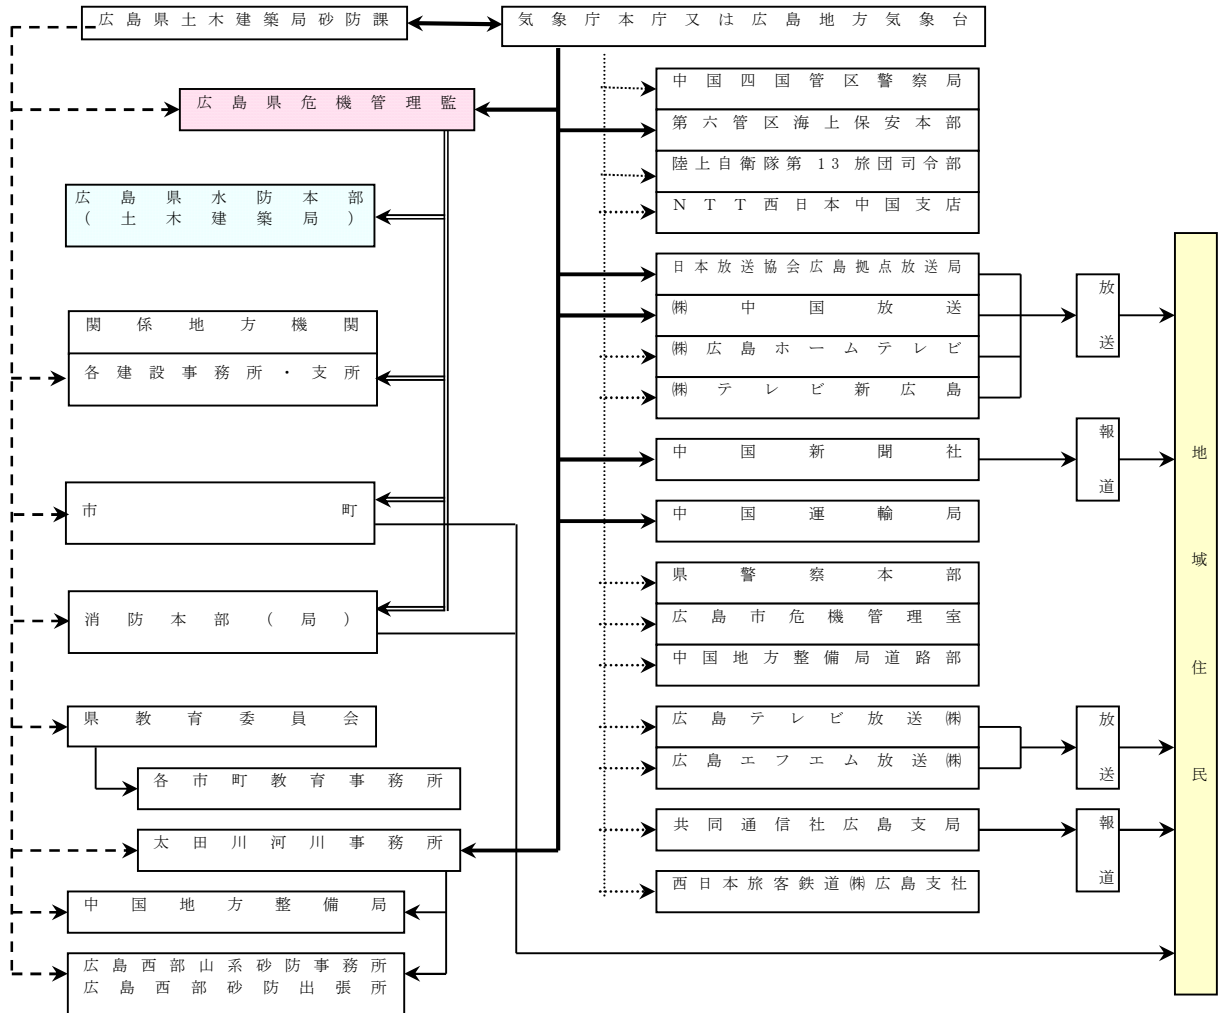 広島県土木建築局砂防課
気象庁本庁又は広島地方気象台
中国四国管区警察局
広島県危機管理監
第六管区海上保安本部
陸上自衛隊第13旅団司令部
広島県水防本部
（土木建築局）
NTT西日本中国支店
日本放送協会広島拠点放送局
㈱中国放送
㈱広島ホームテレビ
㈱テレビ新広島
放送
関係地方機関
各建設事務所・支所
中国新聞社
報道
市町
中国運輸局
県警察本部
広島市危機管理室
中国地方整備局道路部
消防本部（局）
県教育委員会
各市町教育事務所
広島テレビ放送㈱
広島エフエム放送㈱
放送
太田川河川事務所
共同通信社広島支局
報道
中国地方整備局
西日本旅客鉄道㈱広島支社
広島西部山系砂防事務所
広島西部砂防出張所
地域住民